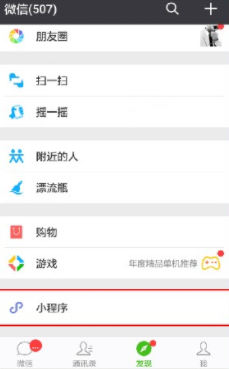 微信(507)
朋友圈
扫一扫
摇一摇
附近的人
漂流瓶
购物
游戏 年度精品单机推荐
小程序
微信 通讯录 发现 我